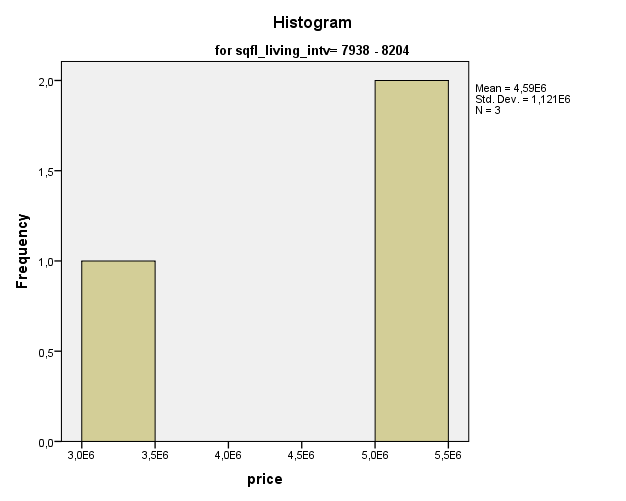 Histogram
for sqfl_living_intv= 7938 - 8204
Mean = 4,59E6
Std. Dev. = 1,121E6
N = 3
Frequency
2,0
1,5
1,0
0,5
0,0
3,0E6 3,5E6 4,0E6 4,5E6 5,0E6 5,5E6
price